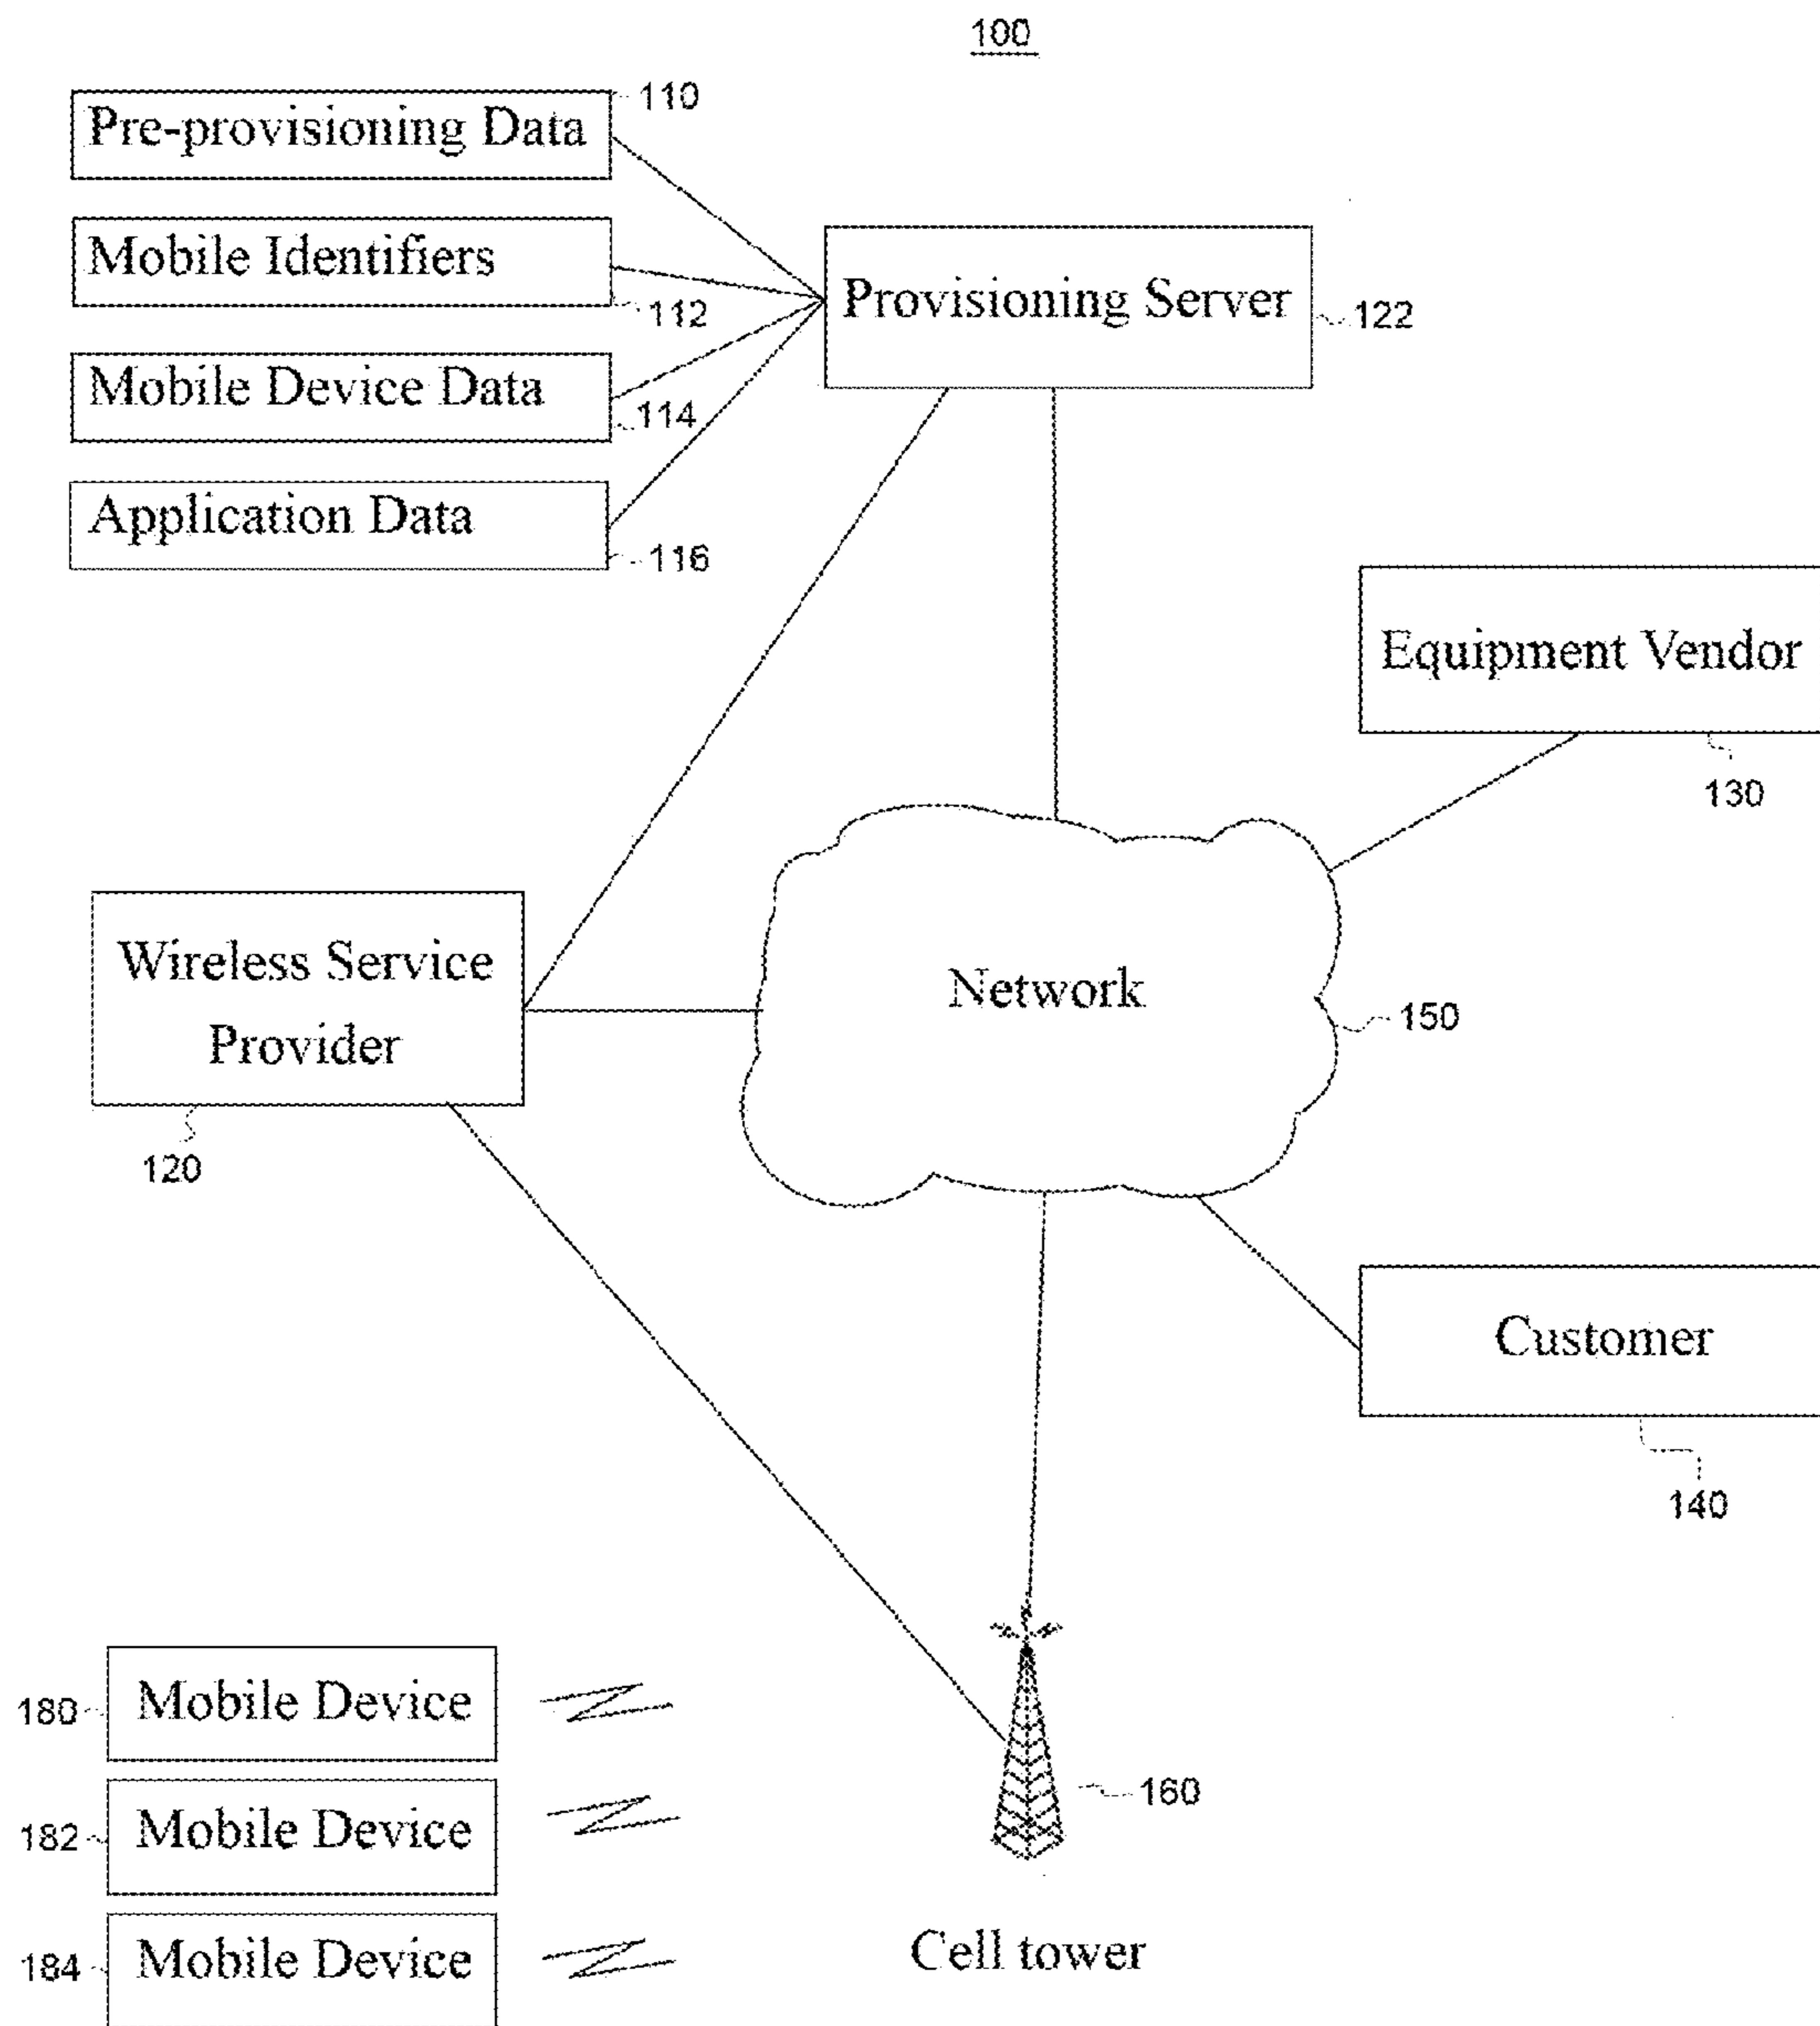 100
Pre-provisioning Data
110
Mobile Identifiers
112
Mobile Device Data
114
Application Data
116
Provisioning Server
122
Equipment Vendor
130
Wireless Service
Provider
120
Network
150
Customer
140
180
Mobile Device
182
Mobile Device
184
Mobile Device
160
Cell tower